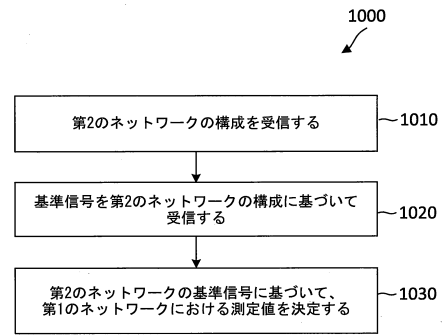 1000
第2のネットワークの構成を受信する
1010
基準信号を第2のネットワークの構成に基づいて
受信する
1020
第2のネットワークの基準信号に基づいて、
第1のネットワークにおける測定値を決定する
1030